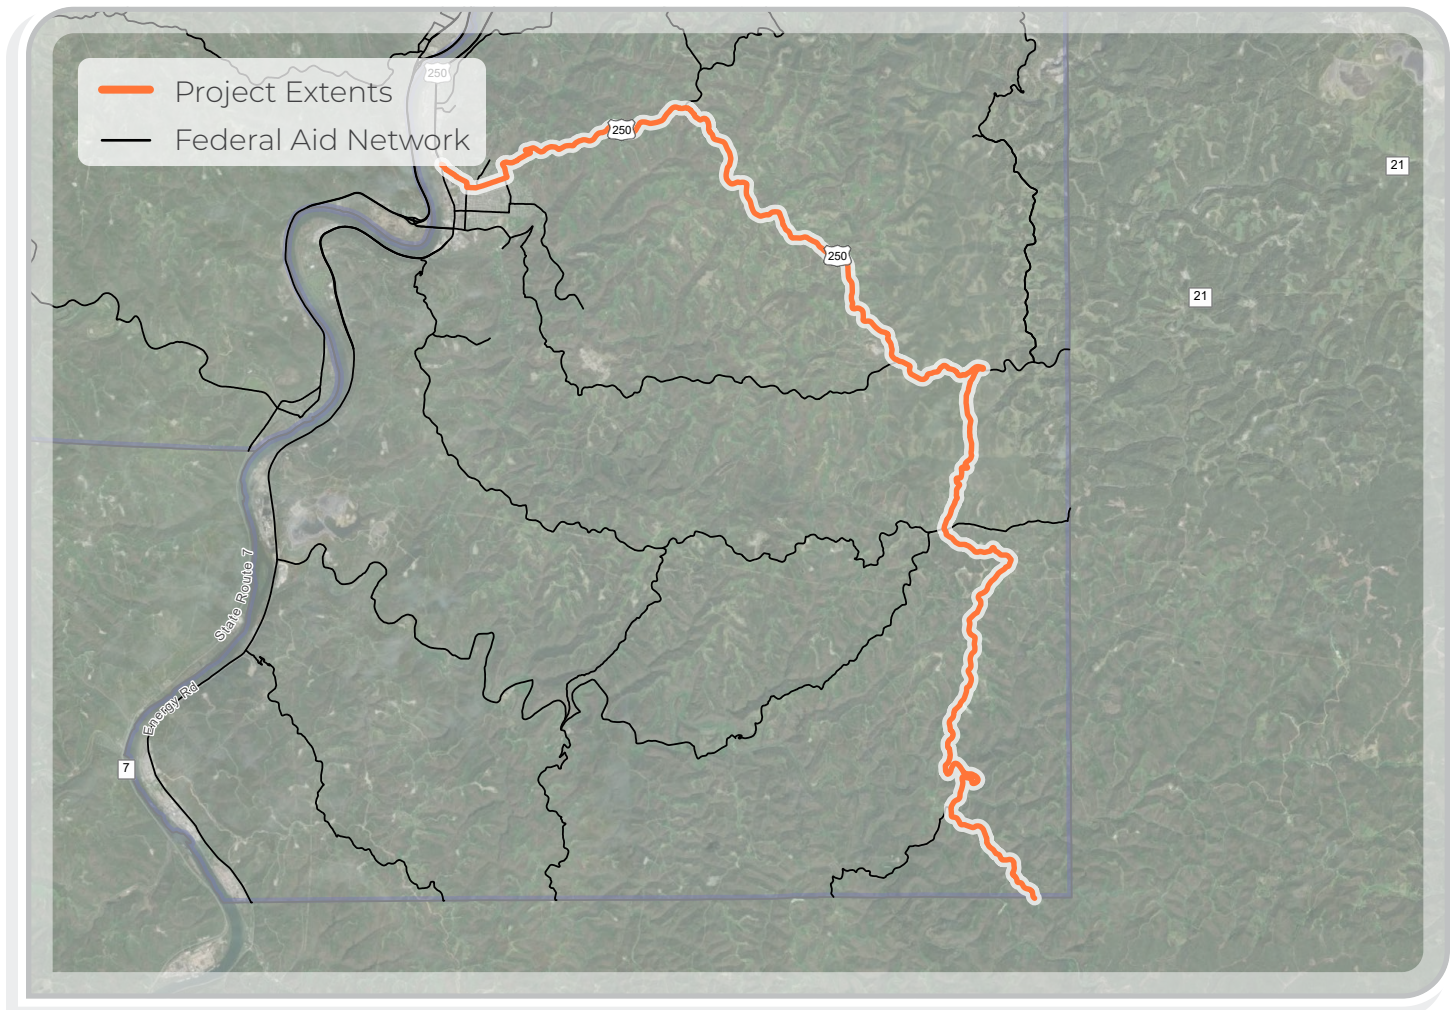 250
Project Extents
Federal Aid Network
250
21
250
21
State Route 7
Energy Rd
7